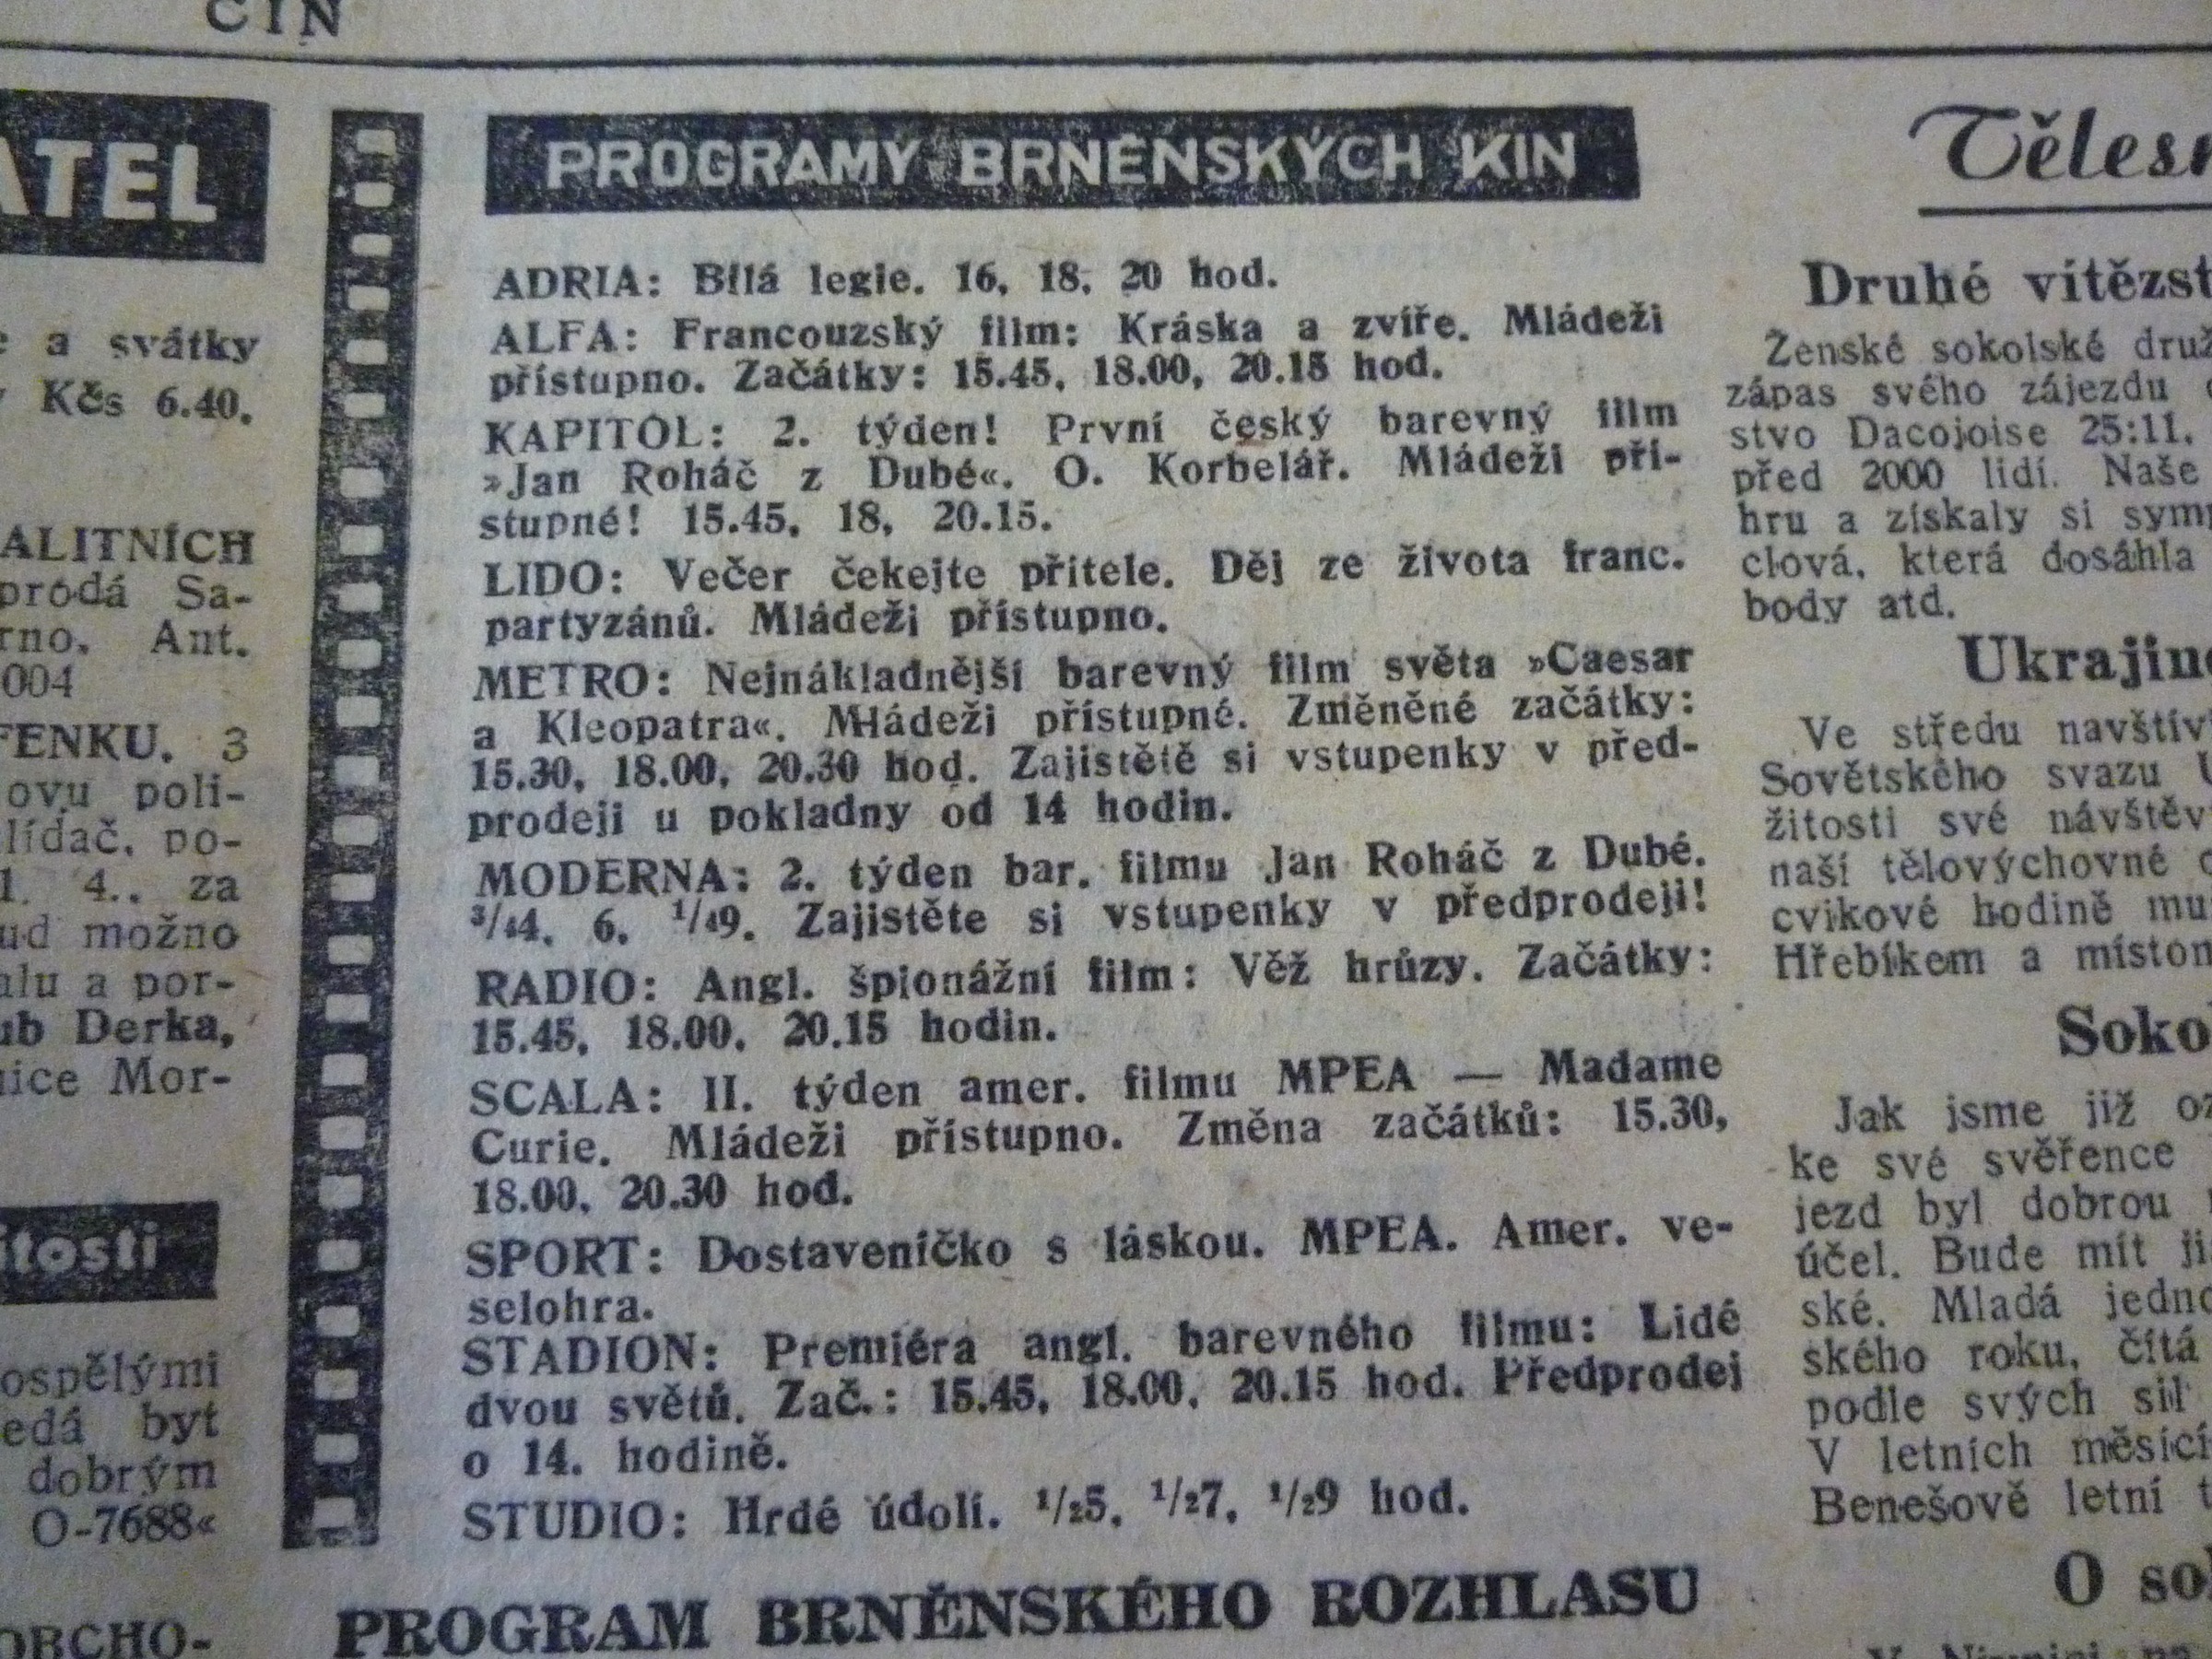 ČIN
ATEL
e a svátky
Kčs 6.40.
ALITNÍCH
prodá Sa-
rno, Ant.
004
FENKU, 3
ovu poli-
lídač, po-
1. 4., za
ud možno
alu a por-
ub Derka,
nice Mor-
itosti
ospělými
edá byt
dobrým
O-7688«
OBCHO-
PROGRAMY BRNĚNSKÝCH KIN
ADRIA: Bílá legie. 16, 18, 20 hod.
ALFA: Francouzský film: Kráska a zvíře. Mládeži
přístupno. Začátky: 15.45, 18.00, 20.15 hod.
KAPITOL: 2. týden! První český barevný film
»Jan Roháč z Dubé«. O. Korbelář. Mládeži pří-
stupné! 15.45, 18, 20.15.
LIDO: Večer čekejte přítele. Děj ze života franc.
partyzánů. Mládeži přístupno.
METRO: Nejnákladnější barevný film světa »Caesar
a Kleopatra«. Mládeži přístupné. Změněné začátky:
15.30, 18.00, 20.30 hod. Zajistětě si vstupenky v před-
prodeji u pokladny od 14 hodin.
MODERNA: 2. týden bar. filmu Jan Roháč z Dubé.
3/44, 6, 1/49. Zajistěte si vstupenky v předprodeji!
RADIO: Angl. špionážní film: Věž hrůzy. Začátky:
15.45, 18.00, 20.15 hodin.
SCALA: II. týden amer. filmu MPEA — Madame
Curie. Mládeži přístupno. Změna začátků: 15.30,
18.00, 20.30 hod.
SPORT: Dostaveníčko s láskou. MPEA. Amer. ve-
selohra.
STADION: Premiéra angl. barevného filmu: Lidé
dvou světů. Zač.: 15.45, 18.00, 20.15 hod. Předprodej
o 14. hodině.
STUDIO: Hrdé údolí. 1/25, 1/27, 1/29 hod.
PROGRAM BRNĚNSKÉHO ROZHLASU
Tělesn
Druhé vítězst
Ženské sokolské druž
zápas svého zájezdu
stvo Dacojoise 25:11,
před 2000 lidí. Naše
hru a získaly si symp
clová, která dosáhla
body atd.
Ukrajin
Ve středu navštív
Sovětského svazu
žitosti své návštěv
naší tělovýchovné
cvikové hodině mu
Hřebíkem a míston
Soko
Jak jsme již oz
ke své svěřence
jezd byl dobrou
účel. Bude mít ji
ské. Mladá jedno
ského roku, čítá
podle svých sil
V letních měsící
Benešově letní t
O so